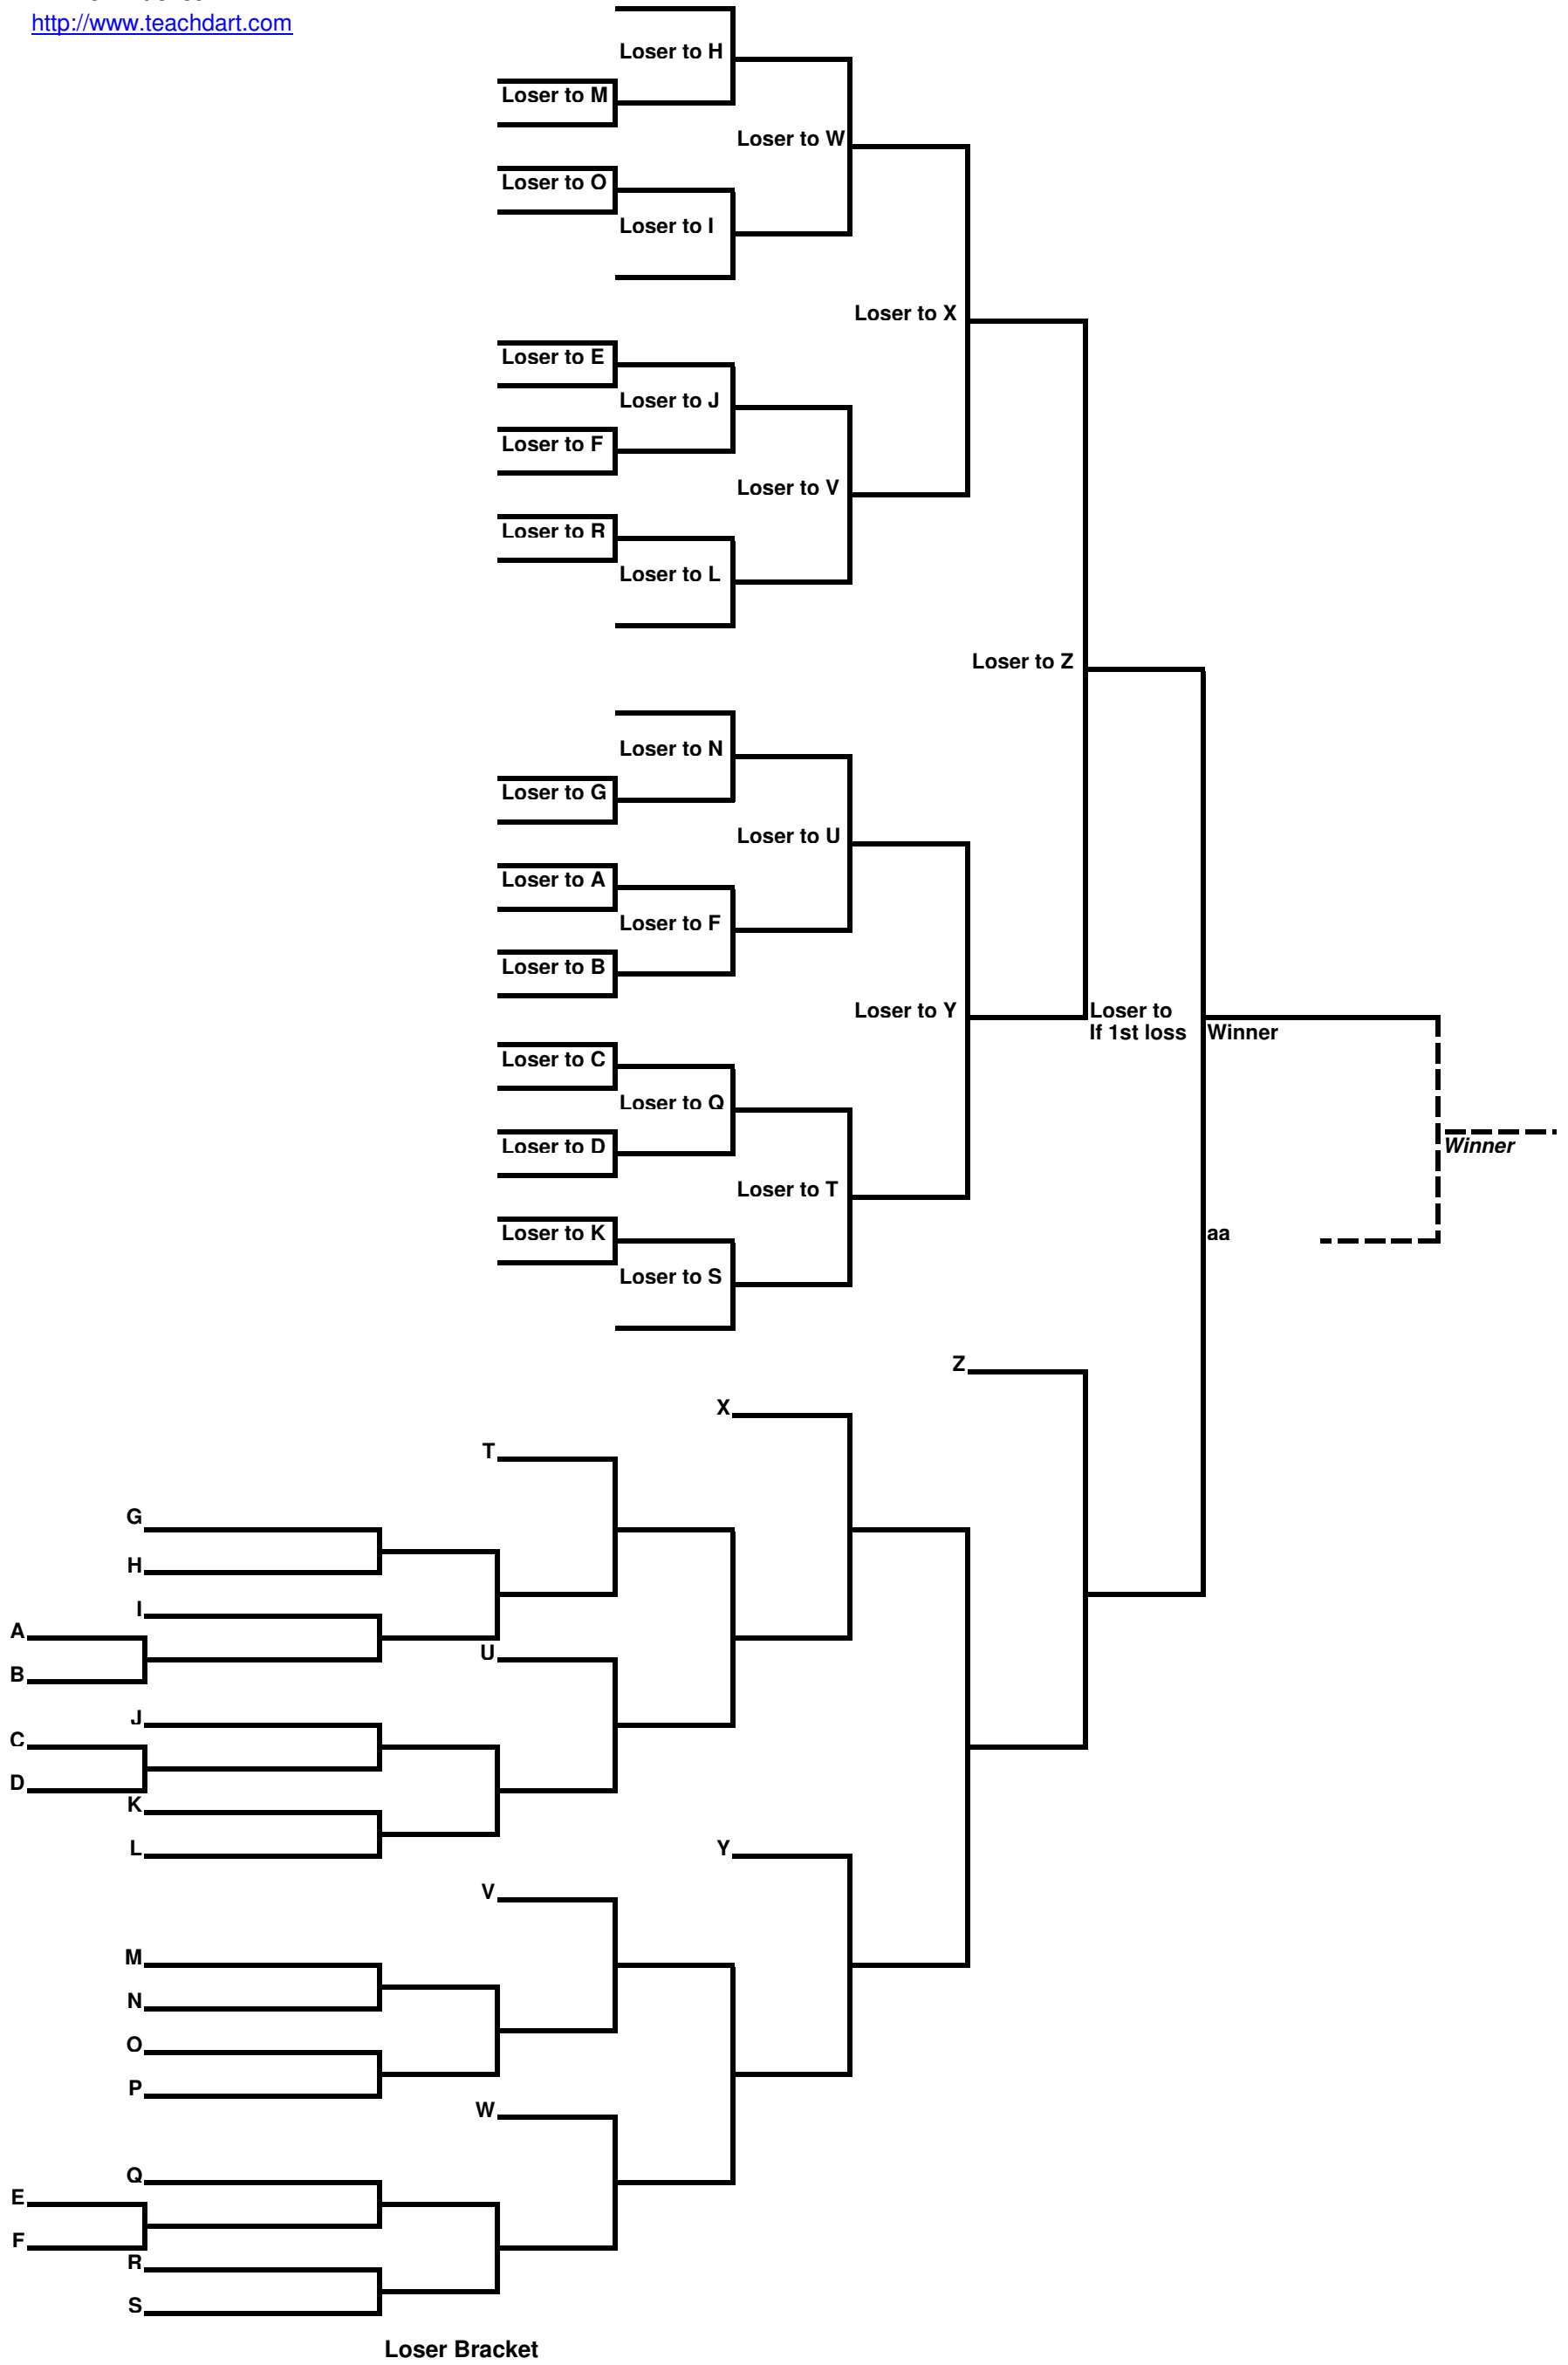 http://www.teachdart.com
Loser to H
Loser to M
Loser to W
Loser to O
Loser to I
Loser to X
Loser to E
Loser to J
Loser to F
Loser to V
Loser to R
Loser to L
Loser to Z
Loser to N
Loser to G
Loser to U
Loser to A
Loser to F
Loser to B
Loser to Y
Loser to
If 1st loss
Winner
Loser to C
Loser to Q
Loser to D
Winner
Loser to T
Loser to K
aa
Loser to S
Z
X
T
G
H
I
A
U
B
J
C
D
K
L
Y
V
M
N
O
P
W
Q
E
F
R
S
Loser Bracket